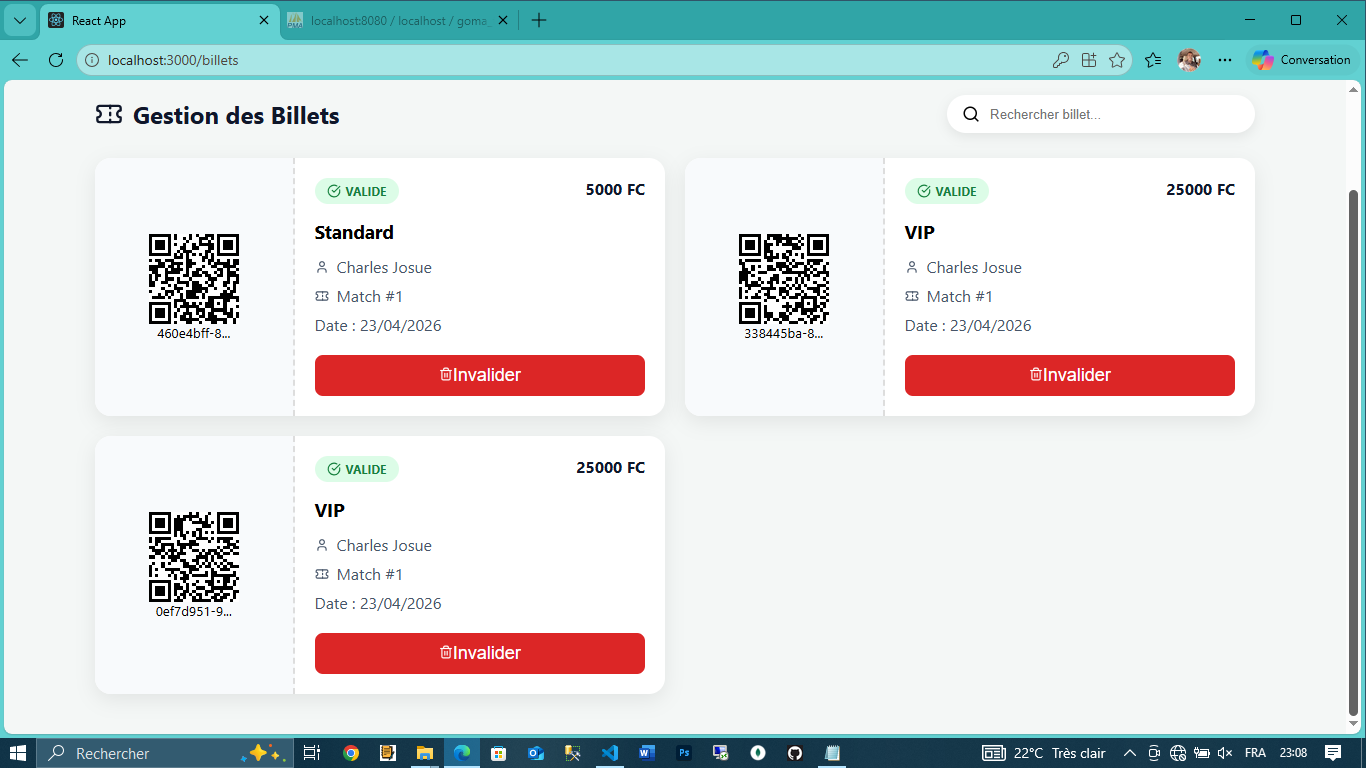 React App
localhost:8080 / localhost / goma_
localhost:3000/billets
Conversation
Gestion des Billets
Rechercher billet...
VALIDE
5000 FC
Standard
Charles Josue
Match #1
Date : 23/04/2026
460e4bff-8...
Invalider
VALIDE
25000 FC
VIP
Charles Josue
Match #1
Date : 23/04/2026
338445ba-8...
Invalider
VALIDE
25000 FC
VIP
Charles Josue
Match #1
Date : 23/04/2026
0ef7d951-9...
Invalider
Rechercher
22°C Très clair
FRA
23:08